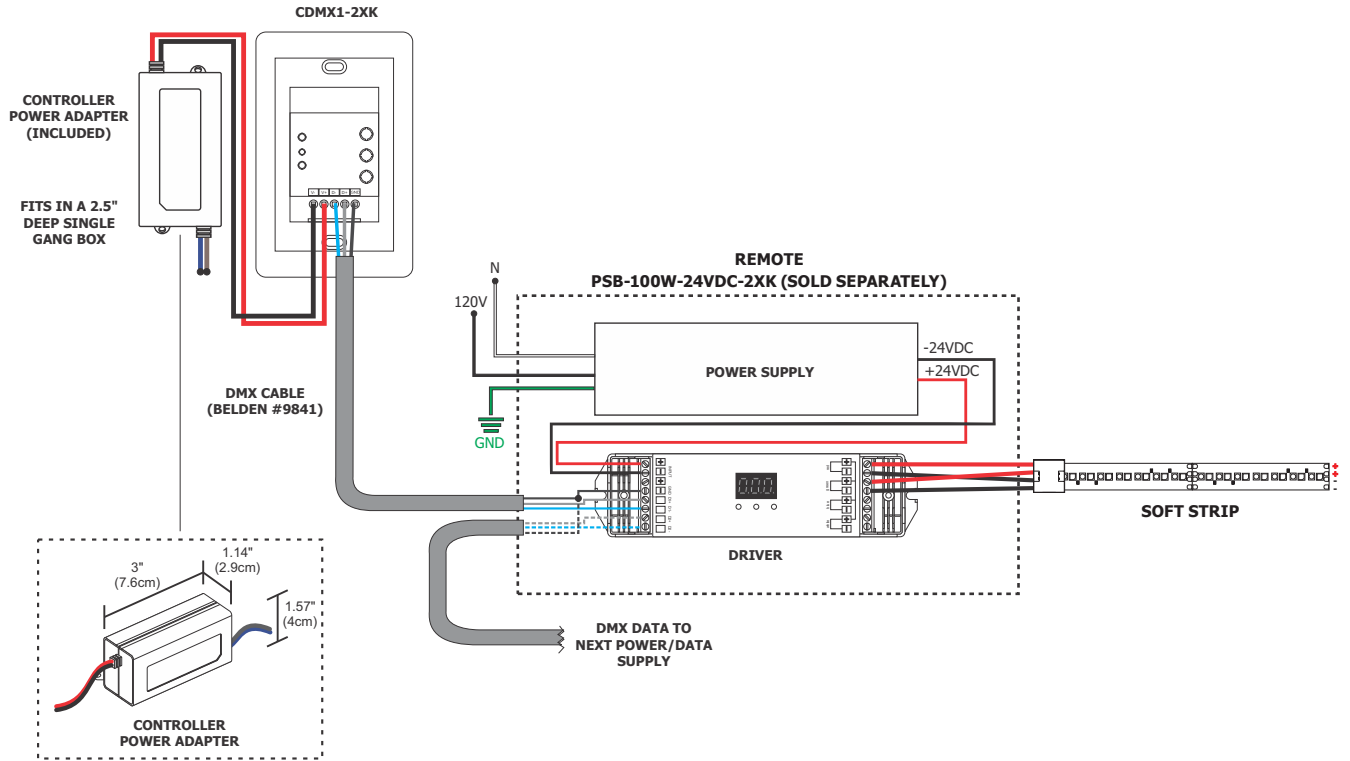 CDMX1-2XK
CONTROLLER
POWER ADAPTER
(INCLUDED)
FITS IN A 2.5"
DEEP SINGLE
GANG BOX
V- V+ D- D+ GND
REMOTE
PSB-100W-24VDC-2XK (SOLD SEPARATELY)
N
120V
POWER SUPPLY
-24VDC
+24VDC
GND
DMX CABLE
(BELDEN #9841)
DRIVER
+
+
-
-
SOFT STRIP
DMX DATA TO
NEXT POWER/DATA
SUPPLY
3"
(7.6cm)
1.14"
(2.9cm)
1.57"
(4cm)
CONTROLLER
POWER ADAPTER